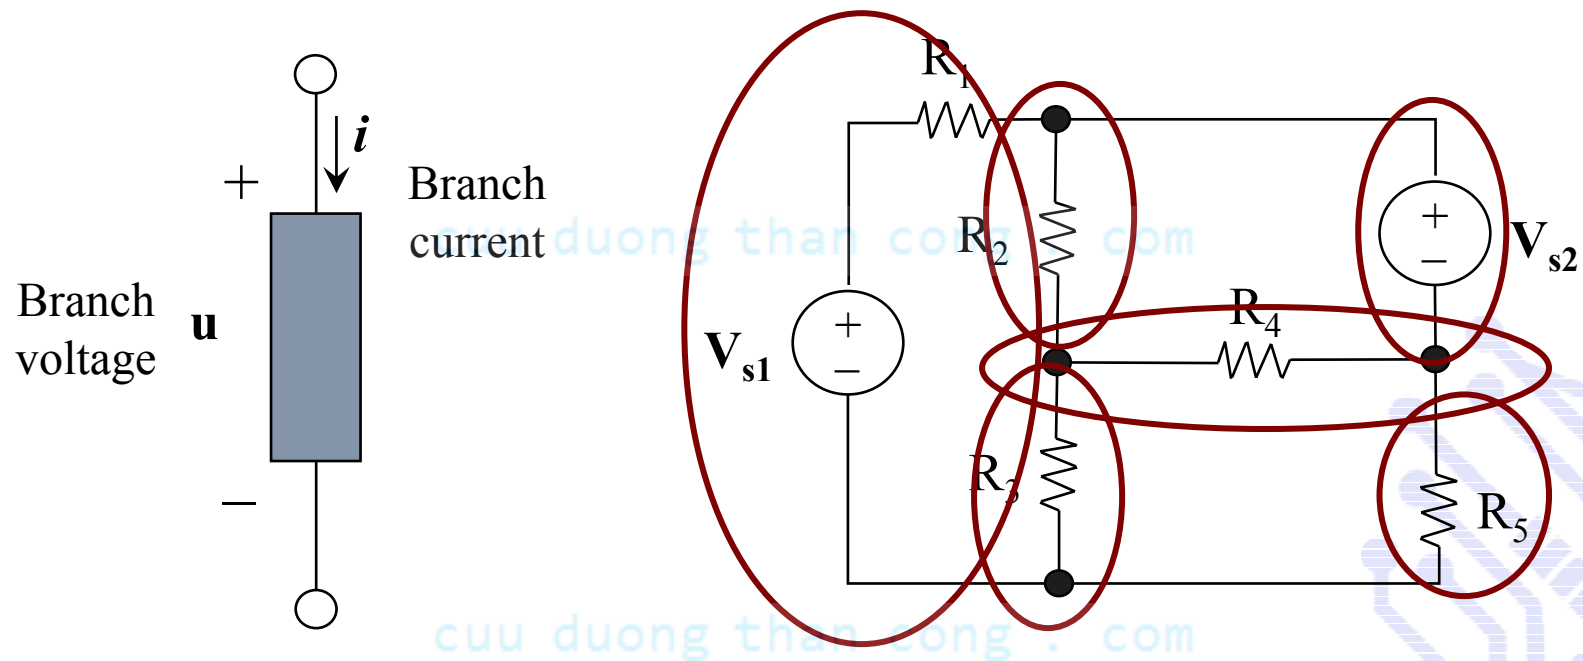 i
+
Branch
current
Branch
voltage
u
–
R1
R2
Vs1
+
–
R3
R4
+
–
Vs2
R5
cuu duong than cong . com
cuu duong than cong . com